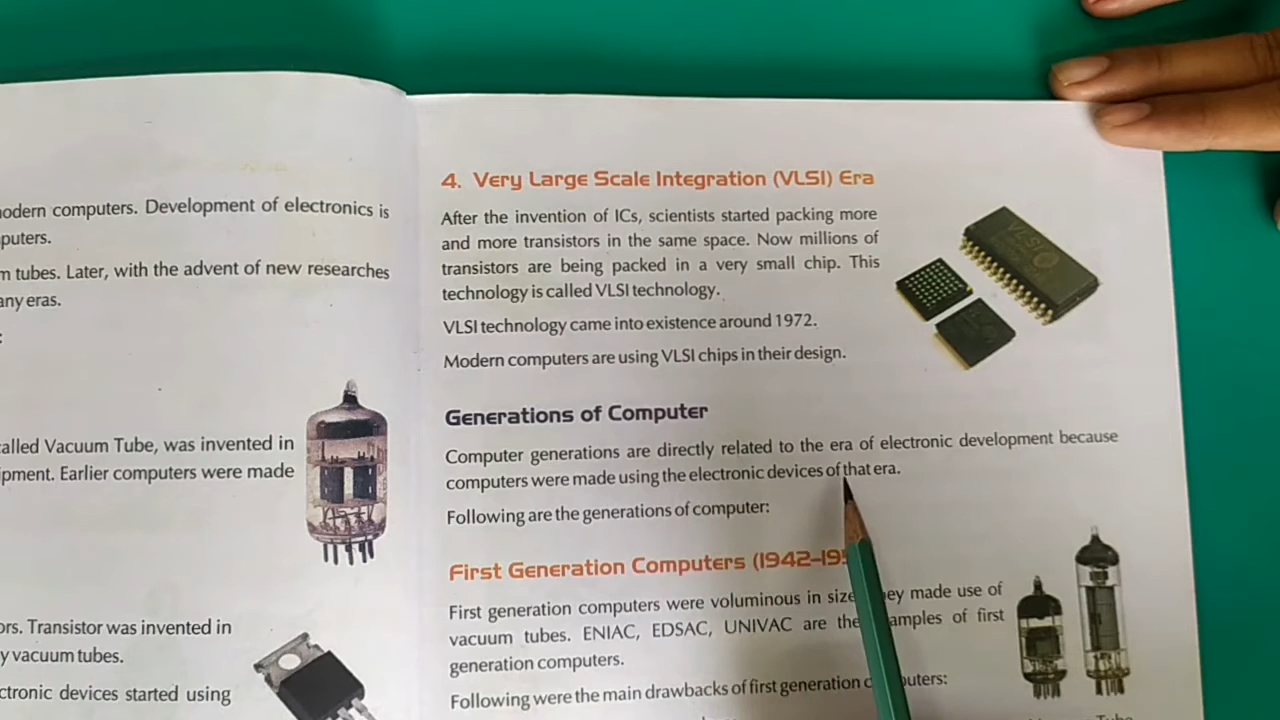 modern computers. Development of electronics is
puters.
m tubes. Later, with the advent of new researches
any eras.
:
called Vacuum Tube, was invented in
ipment. Earlier computers were made
ors. Transistor was invented in
y vacuum tubes.
ctronic devices started using
4. Very Large Scale Integration (VLSI) Era
After the invention of ICs, scientists started packing more
and more transistors in the same space. Now millions of
transistors are being packed in a very small chip. This
technology is called VLSI technology.
VLSI technology came into existence around 1972.
Modern computers are using VLSI chips in their design.
VLSI
Generations of Computer
Computer generations are directly related to the era of electronic development because
computers were made using the electronic devices of that era.
Following are the generations of computer:
First Generation Computers (1942–19
First generation computers were voluminous in size ey made use of
vacuum tubes. ENIAC, EDSAC, UNIVAC are the amples of first
generation computers.
Following were the main drawbacks of first generation c uters: